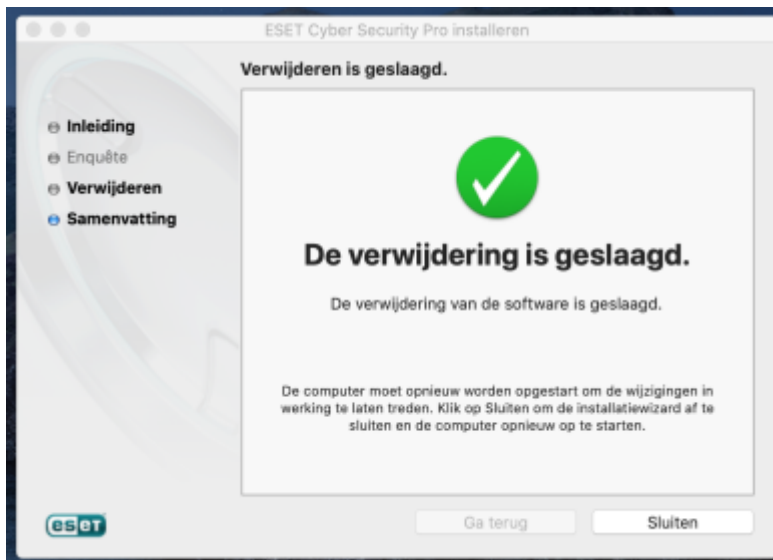 ESET Cyber Security Pro installeren
Verwijderen is geslaagd.
Inleiding
Enquête
Verwijderen
Samenvatting
De verwijdering is geslaagd.
De verwijdering van de software is geslaagd.
De computer moet opnieuw worden opgestart om de wijzigingen in
werking te laten treden. Klik op Sluiten om de installatiewizard af te
sluiten en de computer opnieuw op te starten.
eset
Ga terug
Sluiten